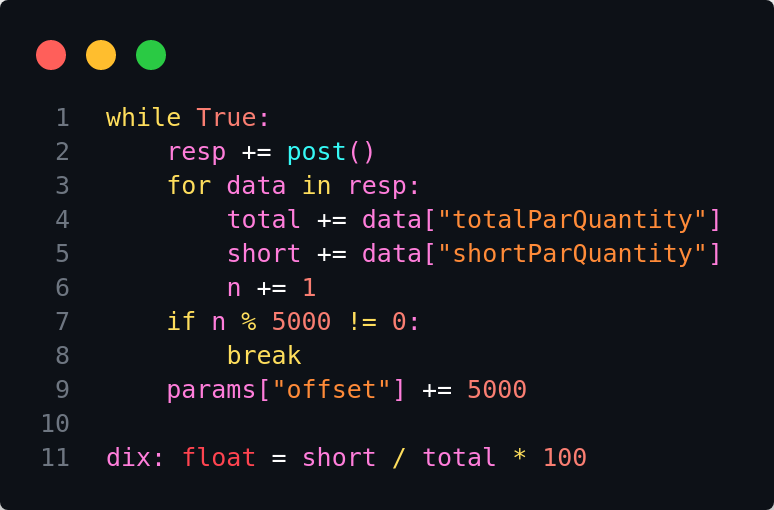 1 while True:
2     resp += post()
3     for data in resp:
4         total += data["totalParQuantity"]
5         short += data["shortParQuantity"]
6         n += 1
7     if n % 5000 != 0:
8         break
9     params["offset"] += 5000
10
11 dix: float = short / total * 100